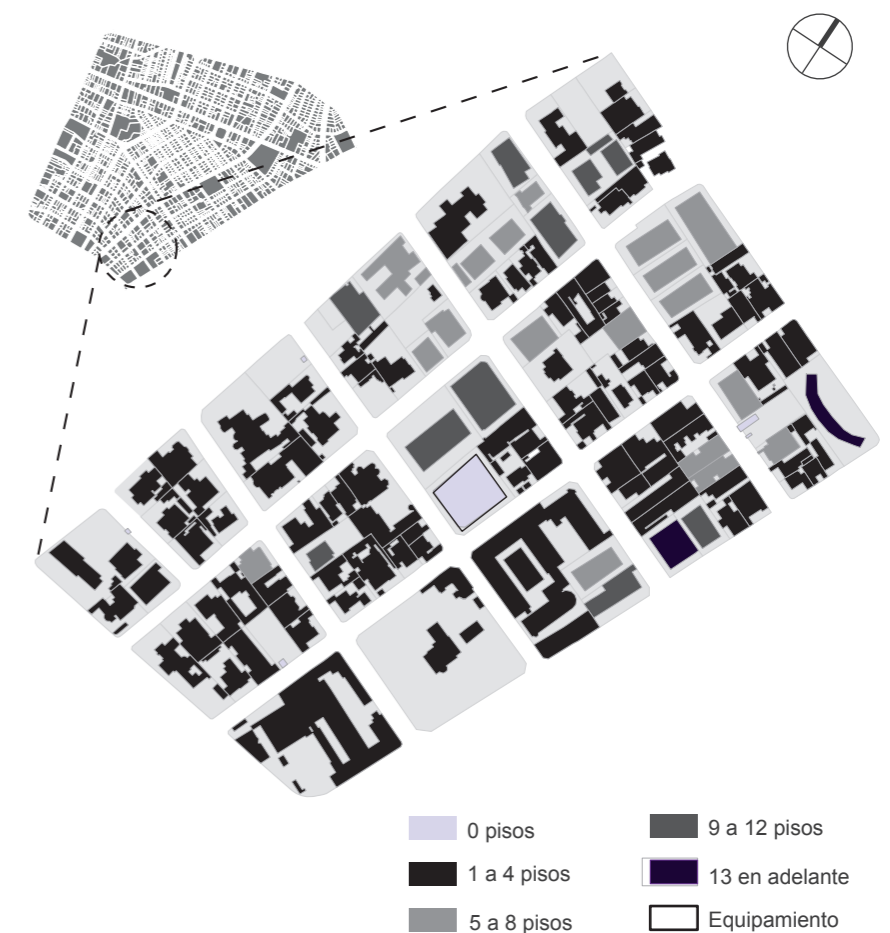 0 pisos
1 a 4 pisos
5 a 8 pisos
9 a 12 pisos
13 en adelante
Equipamiento